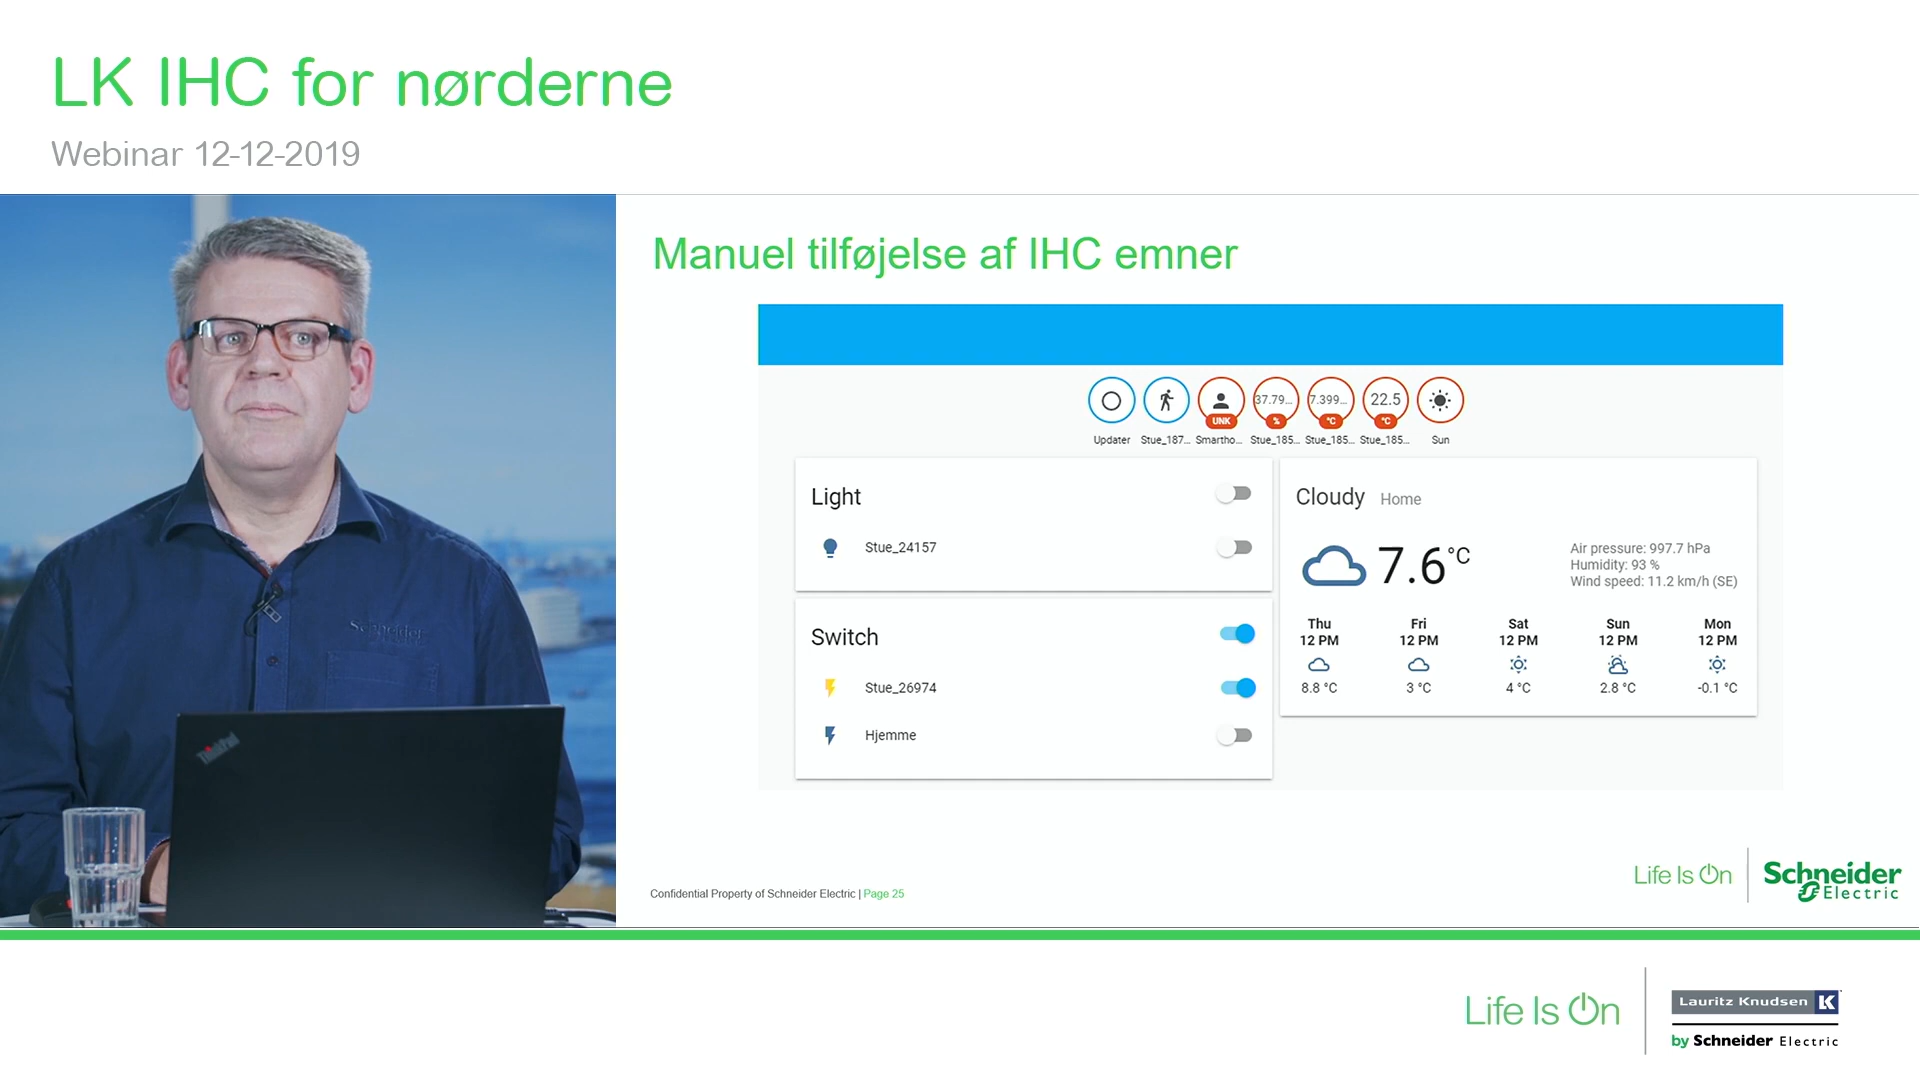 LK IHC for nørderne
Webinar 12-12-2019
Schneider
ThinkPad
Manuel tilføjelse af IHC emner
UNK
37.79... %
7.399... °C
22.5 °C
Updater Stue_187... Smartho... Stue_185... Stue_185... Stue_185... Sun
Light
Stue_24157
Switch
Stue_26974
Hjemme
Cloudy Home
7.6 °C
Air pressure: 997.7 hPa
Humidity: 93 %
Wind speed: 11.2 km/h (SE)
Thu Fri Sat Sun Mon
12 PM 12 PM 12 PM 12 PM 12 PM
8.8 °C 3 °C 4 °C 2.8 °C -0.1 °C
Confidential Property of Schneider Electric | Page 25
Life Is On
Schneider
Electric
Life Is On
Lauritz Knudsen K
by Schneider Electric